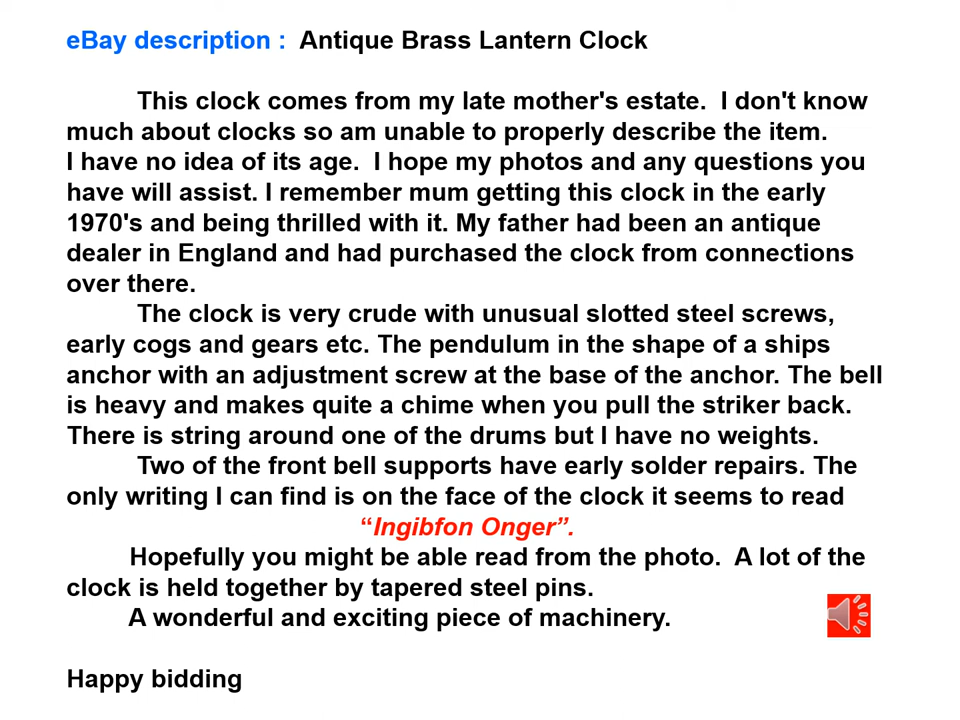 eBay description :  Antique Brass Lantern Clock
This clock comes from my late mother's estate.  I don't know
much about clocks so am unable to properly describe the item.
I have no idea of its age.  I hope my photos and any questions you
have will assist. I remember mum getting this clock in the early
1970's and being thrilled with it. My father had been an antique
dealer in England and had purchased the clock from connections
over there.
The clock is very crude with unusual slotted steel screws,
early cogs and gears etc. The pendulum in the shape of a ships
anchor with an adjustment screw at the base of the anchor. The bell
is heavy and makes quite a chime when you pull the striker back.
There is string around one of the drums but I have no weights.
Two of the front bell supports have early solder repairs. The
only writing I can find is on the face of the clock it seems to read
“Ingibfon Onger”.
Hopefully you might be able read from the photo.  A lot of the
clock is held together by tapered steel pins.
A wonderful and exciting piece of machinery.
Happy bidding